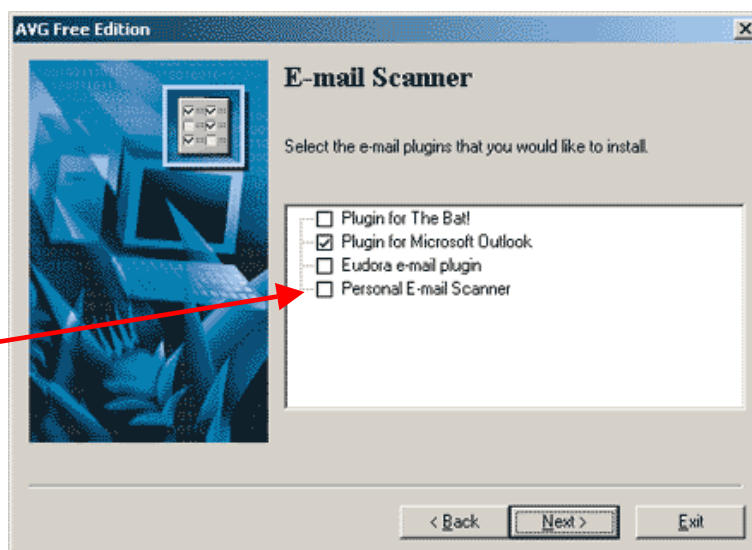 AVG Free Edition
E-mail Scanner
Select the e-mail plugins that you would like to install.
Plugin for The Bat!
Plugin for Microsoft Outlook
Eudora e-mail plugin
Personal E-mail Scanner
< Back
Next >
Exit